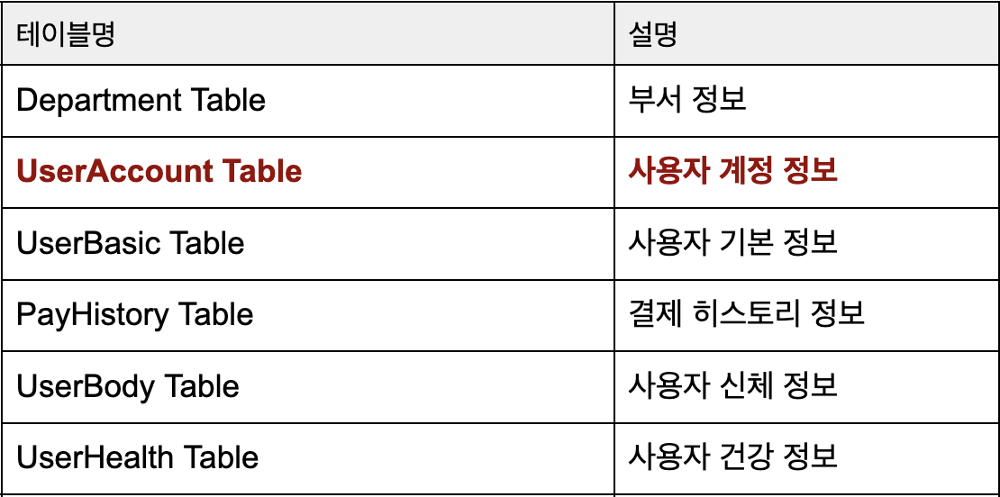 테이블명 설명
Department Table 부서 정보
UserAccount Table 사용자 계정 정보
UserBasic Table 사용자 기본 정보
PayHistory Table 결제 히스토리 정보
UserBody Table 사용자 신체 정보
UserHealth Table 사용자 건강 정보